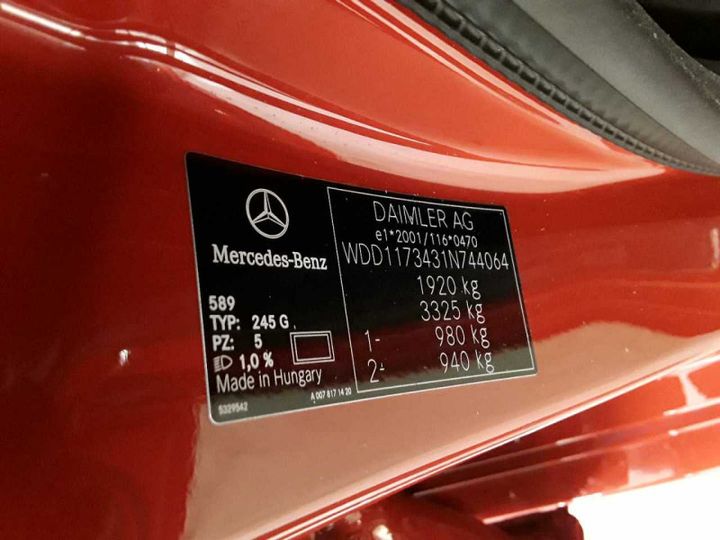 Mercedes-Benz
589
TYP: 245 G
PZ: 5
1,0 %
Made in Hungary
5329542
A 007 817 14 20
DAIMLER AG
e1*2001/116*0470
WDD1173431N744064
1920 kg
3325 kg
1- 980 kg
2- 940 kg